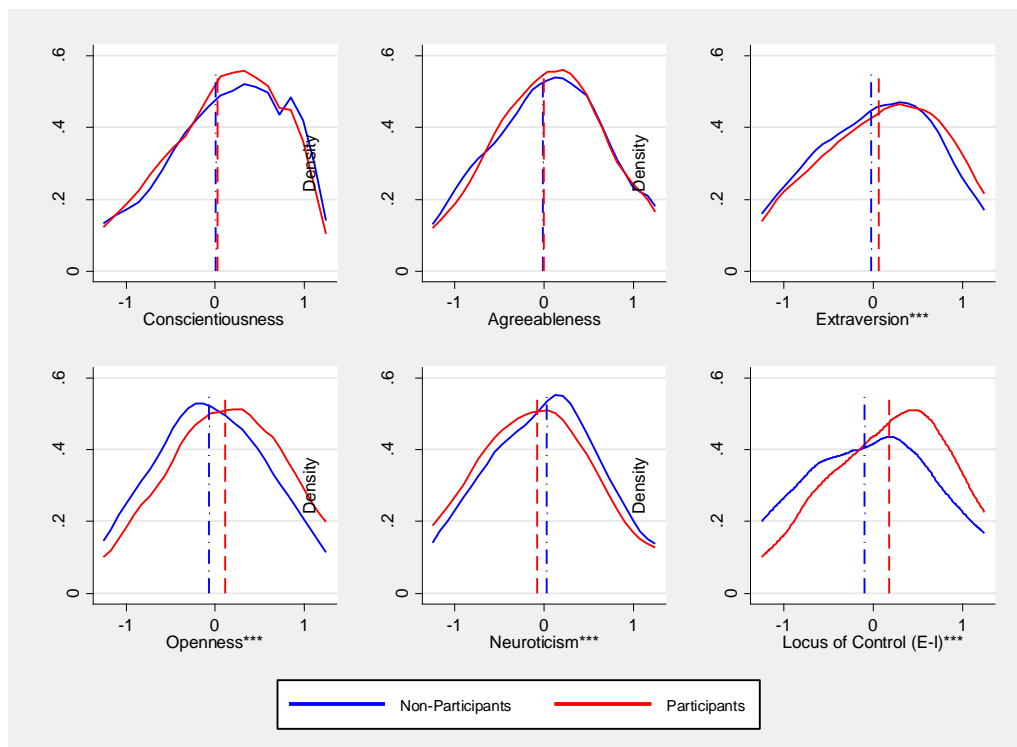 .6
.4
.2
0
-1 0 1
Conscientiousness
Density
.6
.4
.2
0
-1 0 1
Agreeableness
Density
.6
.4
.2
0
-1 0 1
Extraversion***
.6
.4
.2
0
-1 0 1
Openness***
Density
.6
.4
.2
0
-1 0 1
Neuroticism***
Density
.6
.4
.2
0
-1 0 1
Locus of Control (E-I)***
Non-Participants Participants